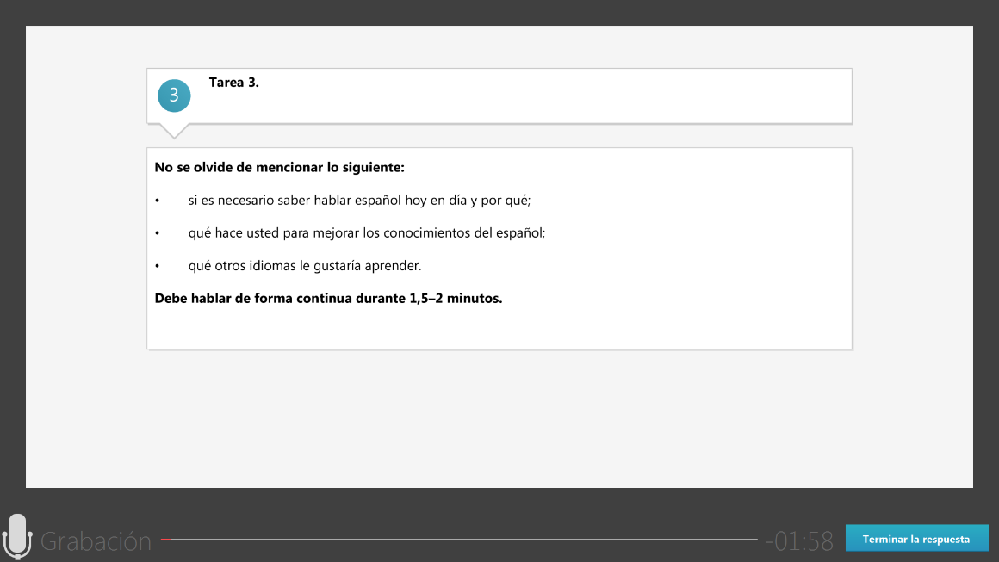 3
Tarea 3.
No se olvide de mencionar lo siguiente:
• si es necesario saber hablar español hoy en día y por qué;
• qué hace usted para mejorar los conocimientos del español;
• qué otros idiomas le gustaría aprender.
Debe hablar de forma continua durante 1,5–2 minutos.
Grabación
-01:58
Terminar la respuesta